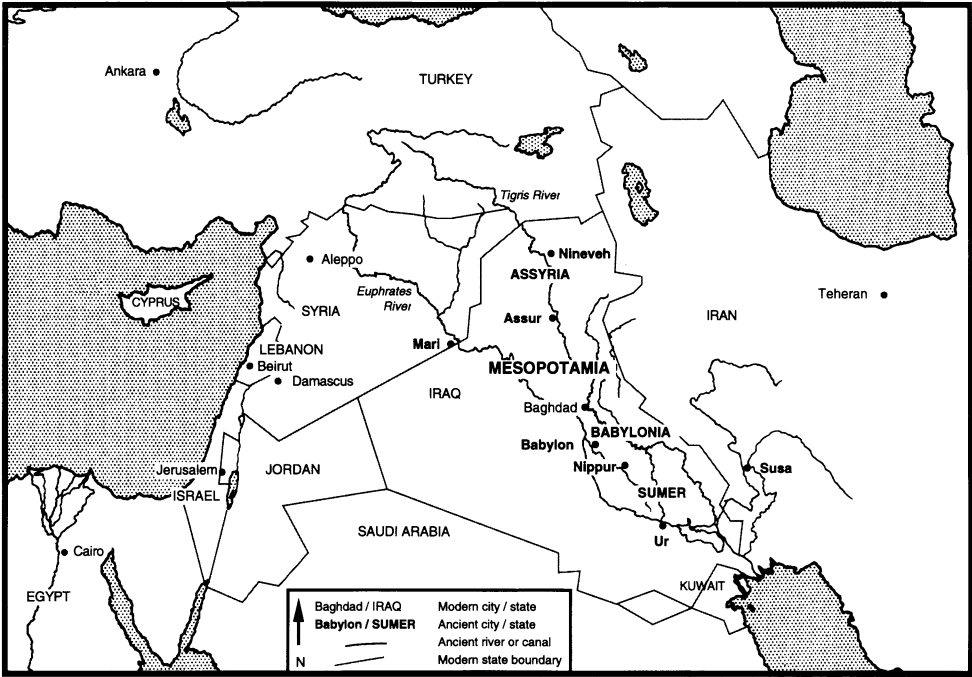 Ankara
TURKEY
Tigris River
Nineveh
Aleppo
ASSYRIA
Euphrates
River
Teheran
CYPRUS
SYRIA
Assur
IRAN
Mari
LEBANON
Beirut
MESOPOTAMIA
Damascus
IRAQ
Baghdad
BABYLONIA
Babylon
Jerusalem
JORDAN
Nippur
Susa
ISRAEL
SUMER
SAUDI ARABIA
Ur
Cairo
KUWAIT
EGYPT
Baghdad / IRAQ Modern city / state
Babylon / SUMER Ancient city / state
Ancient river or canal
N Modern state boundary